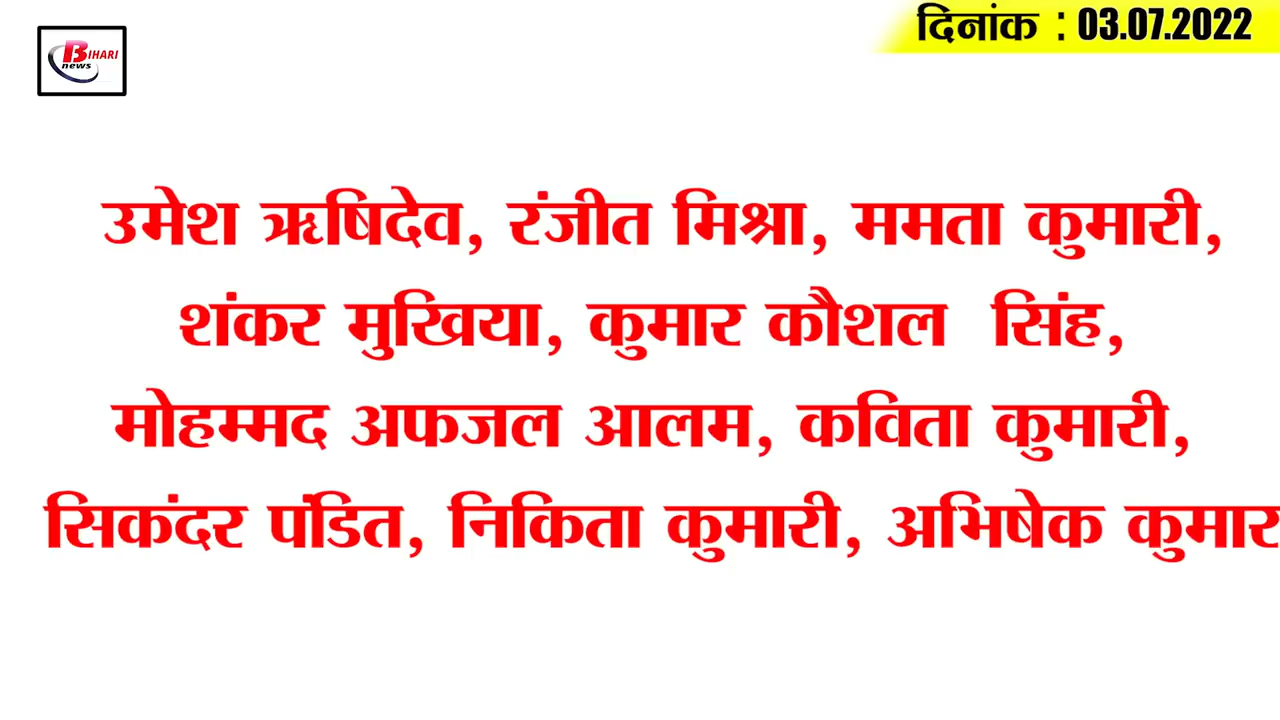 BIHARI
news
दिनांक : 03.07.2022
उमेश ऋषिदेव, रंजीत मिश्रा, ममता कुमारी,
शंकर मुखिया, कुमार कौशल सिंह,
मोहम्मद अफजल आलम, कविता कुमारी,
सिकंदर पंडित, निकिता कुमारी, अभिषेक कुमार